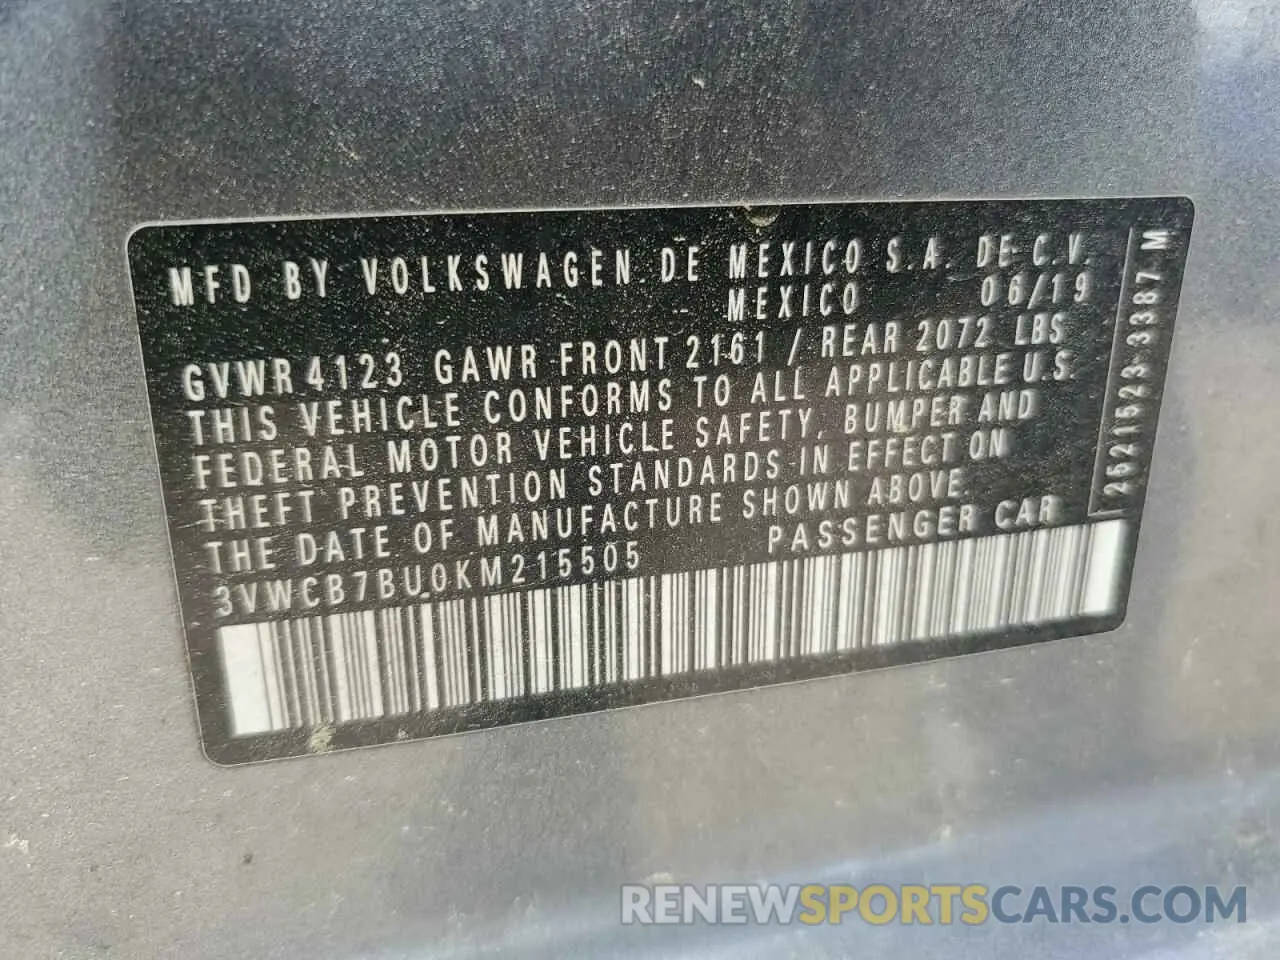 MFD BY VOLKSWAGEN DE MEXICO S.A. DE C.V.
MEXICO 06/19
GVWR 4123 GAWR FRONT 2161 / REAR 2072 LBS
THIS VEHICLE CONFORMS TO ALL APPLICABLE U.S.
FEDERAL MOTOR VEHICLE SAFETY, BUMPER AND
THEFT PREVENTION STANDARDS IN EFFECT ON
THE DATE OF MANUFACTURE SHOWN ABOVE.
3VWCB7BU0KM215505 PASSENGER CAR
2521523 3387 M
RENEWSPORTSCARS.COM